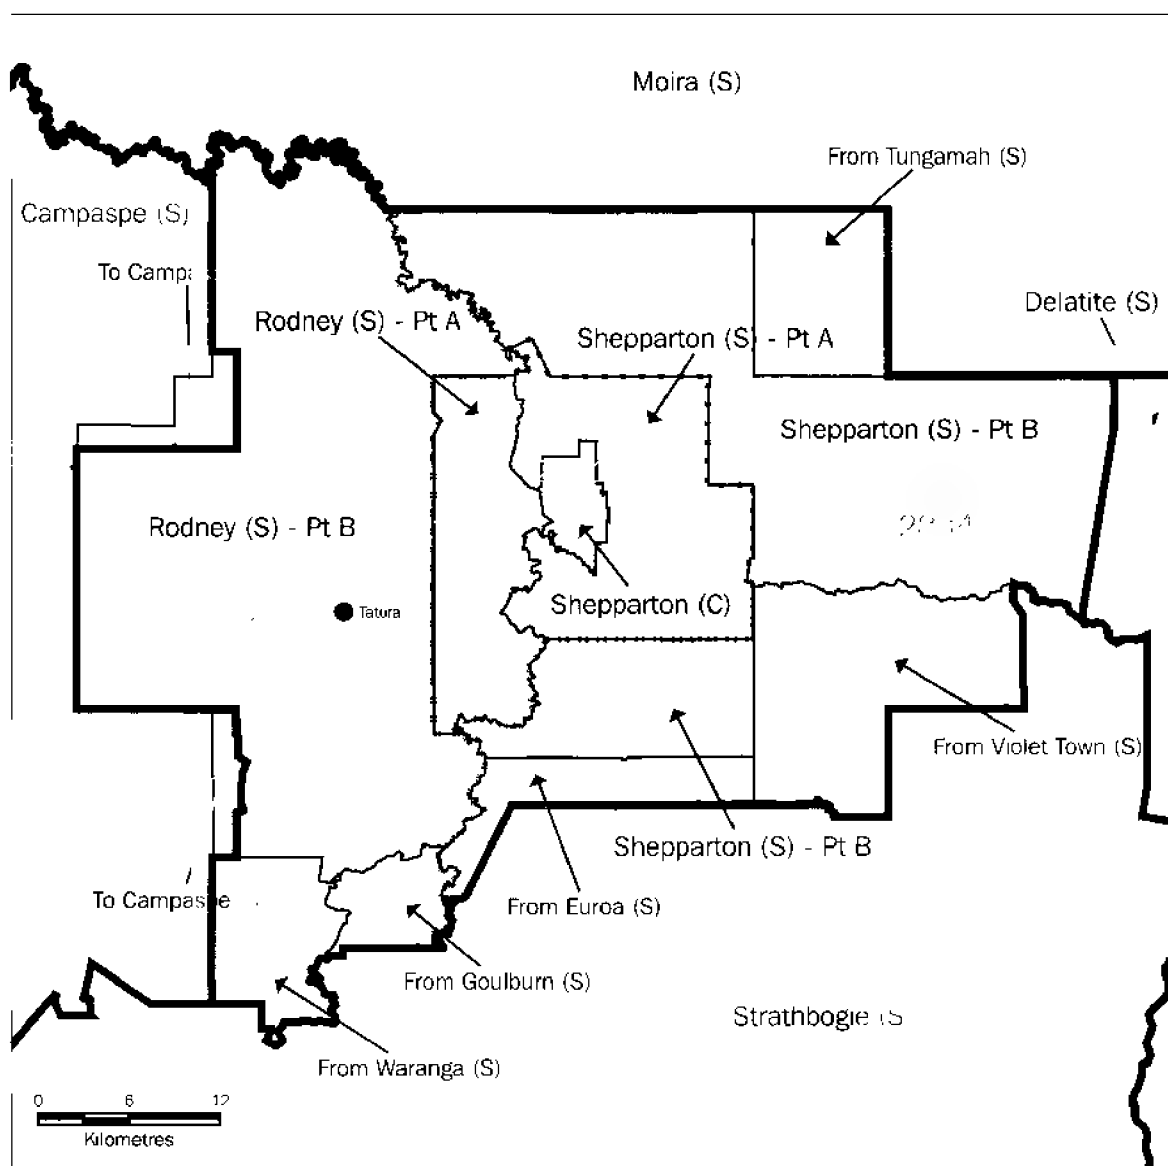 Moira (S)
From Tungamah (S)
Campaspe (S)
To Campa
Delatite (S)
Rodney (S) - Pt A
Shepparton (S) - Pt A
Shepparton (S) - Pt B
Rodney (S) - Pt B
Shepparton (C)
Tatura
From Violet Town (S)
Shepparton (S) - Pt B
To Campaspe
From Euroa (S)
From Goulburn (S)
Strathbogie (S
From Waranga (S)
0 6 12
Kilometres